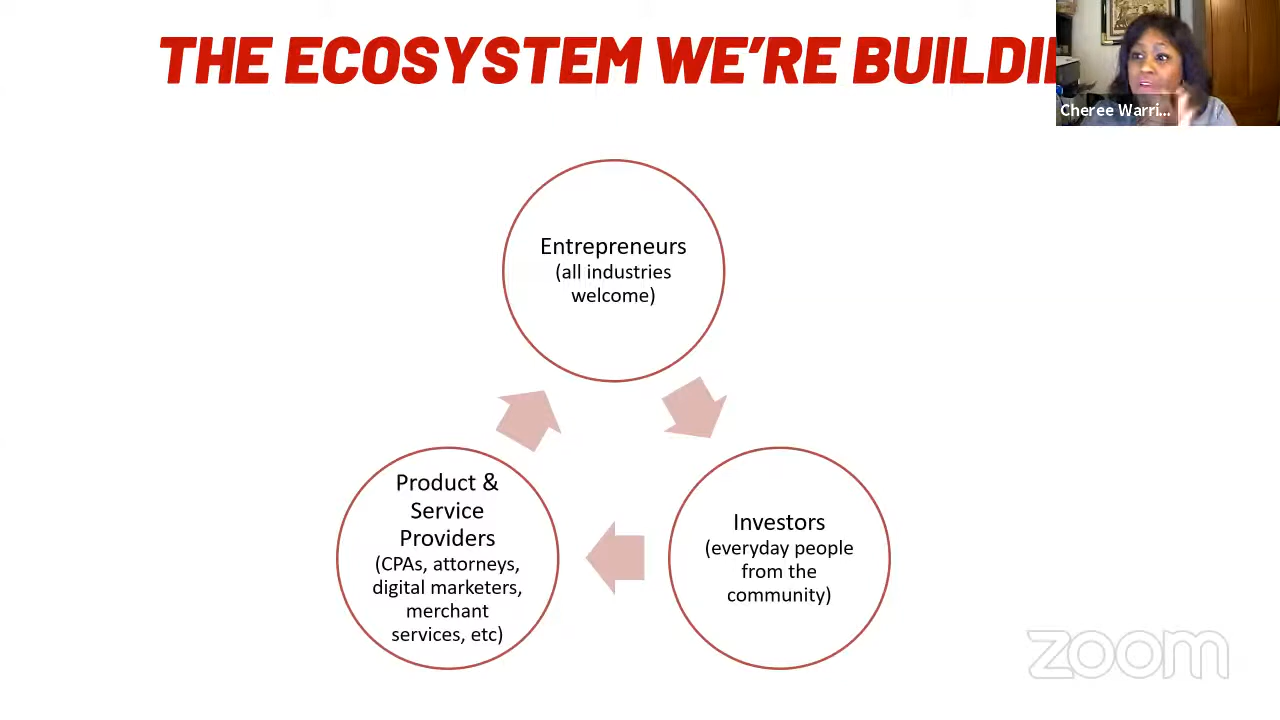 THE ECOSYSTEM WE'RE BUILDI
Cheree Warri...
Entrepreneurs
(all industries
welcome)
Product &
Service
Providers
(CPAs, attorneys,
digital marketers,
merchant
services, etc)
Investors
(everyday people
from the
community)
zoom